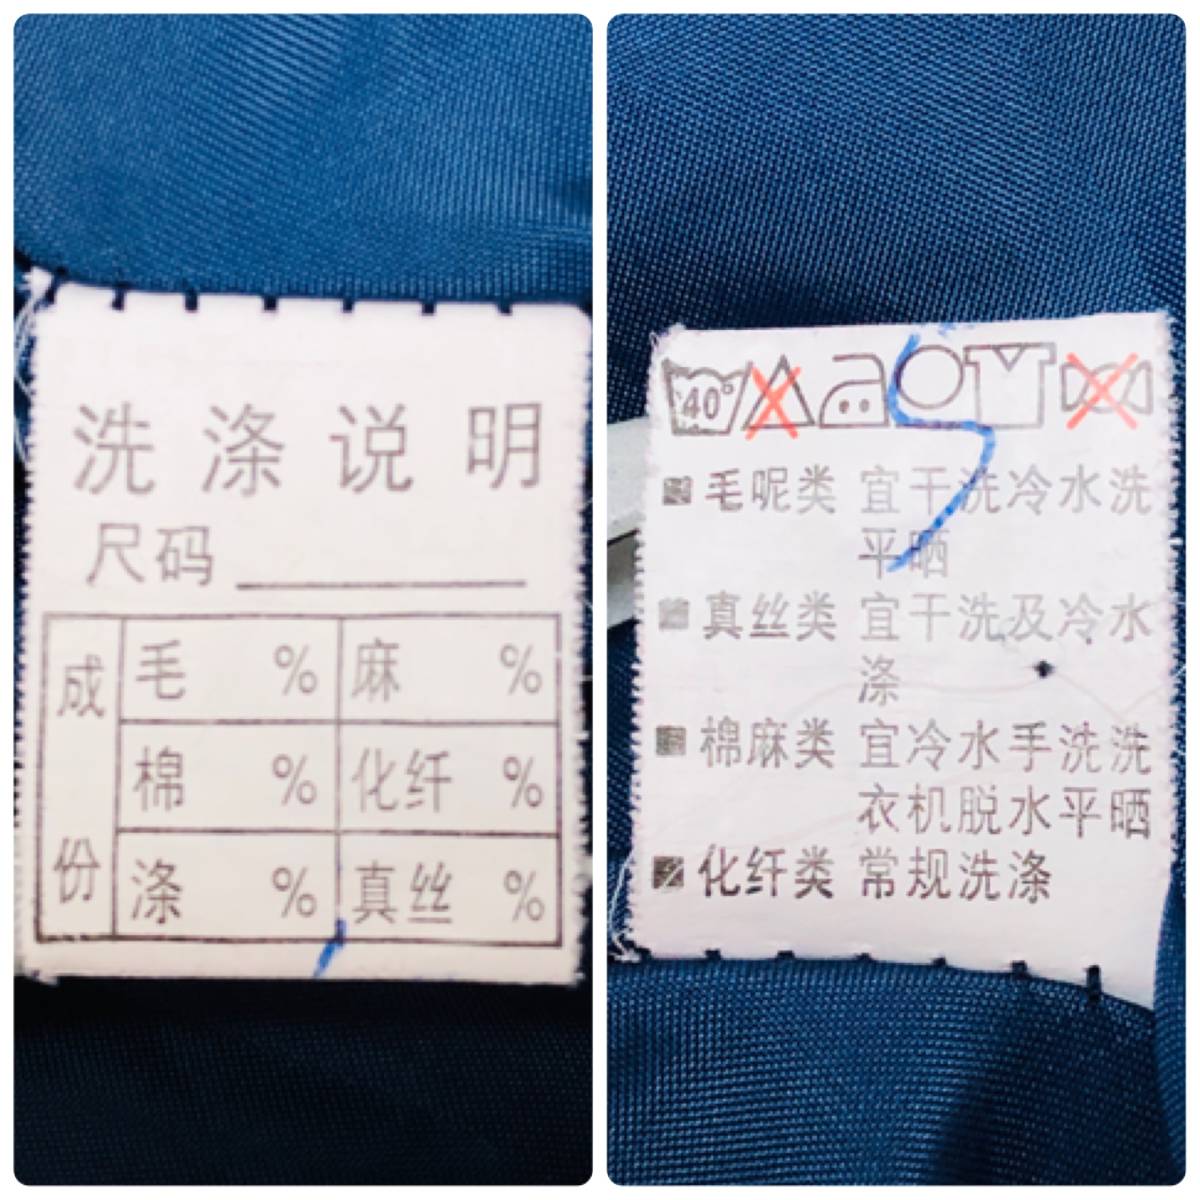 洗涤说明
尺码
成份
毛 % 麻 %
棉 % 化纤 %
涤 % 真丝 %
40°
毛呢类 宜干洗冷水洗
平晒
真丝类 宜干洗及冷水
涤
棉麻类 宜冷水手洗洗
衣机脱水平晒
化纤类 常规洗涤